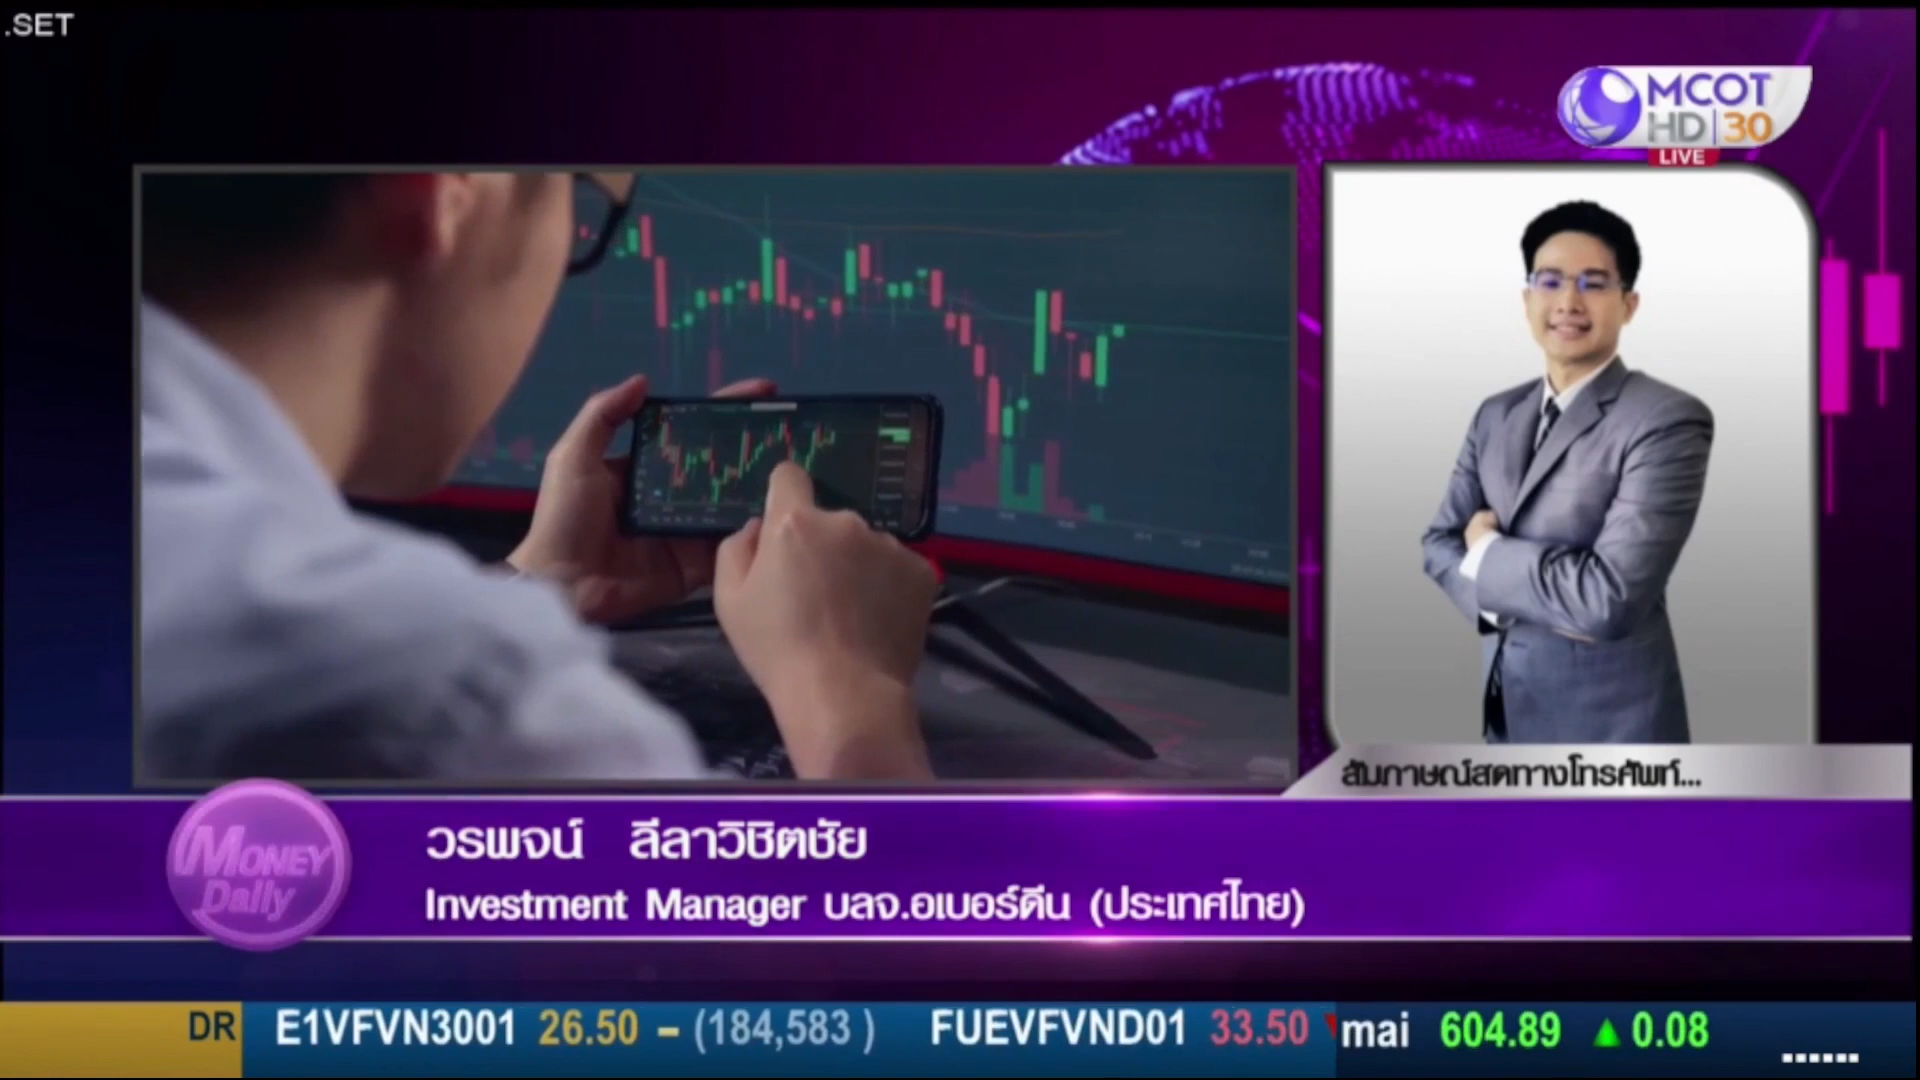 .SET
MCOT
HD 30
LIVE
สัมภาษณ์สดทางโทรศัพท์...
MONEY
Daily
วรพจน์ ลีลาวิชิตชัย
Investment Manager บลจ.อเบอร์ดีน (ประเทศไทย)
DR E1VFVN3001 26.50 – (184,583 ) FUEVFVND01 33.50 ▼ mai 604.89 ▲ 0.08